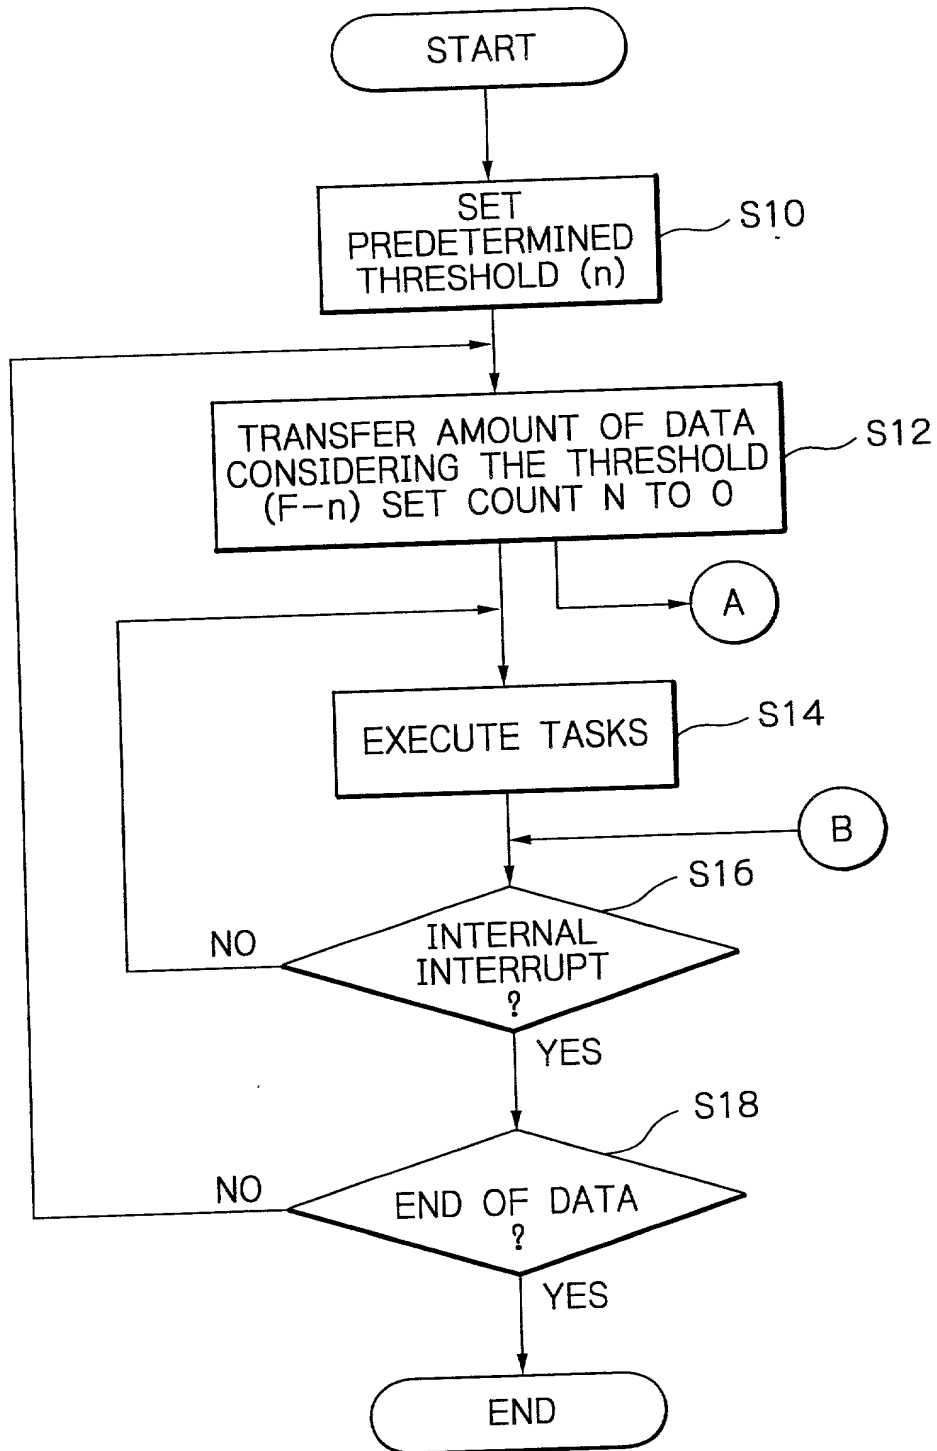 START
SET
PREDETERMINED
THRESHOLD (n)
S10
TRANSFER AMOUNT OF DATA
CONSIDERING THE THRESHOLD
(F-n) SET COUNT N TO 0
S12
A
EXECUTE TASKS
S14
B
S16
INTERNAL
INTERRUPT
?
NO
YES
S18
END OF DATA
?
NO
YES
END